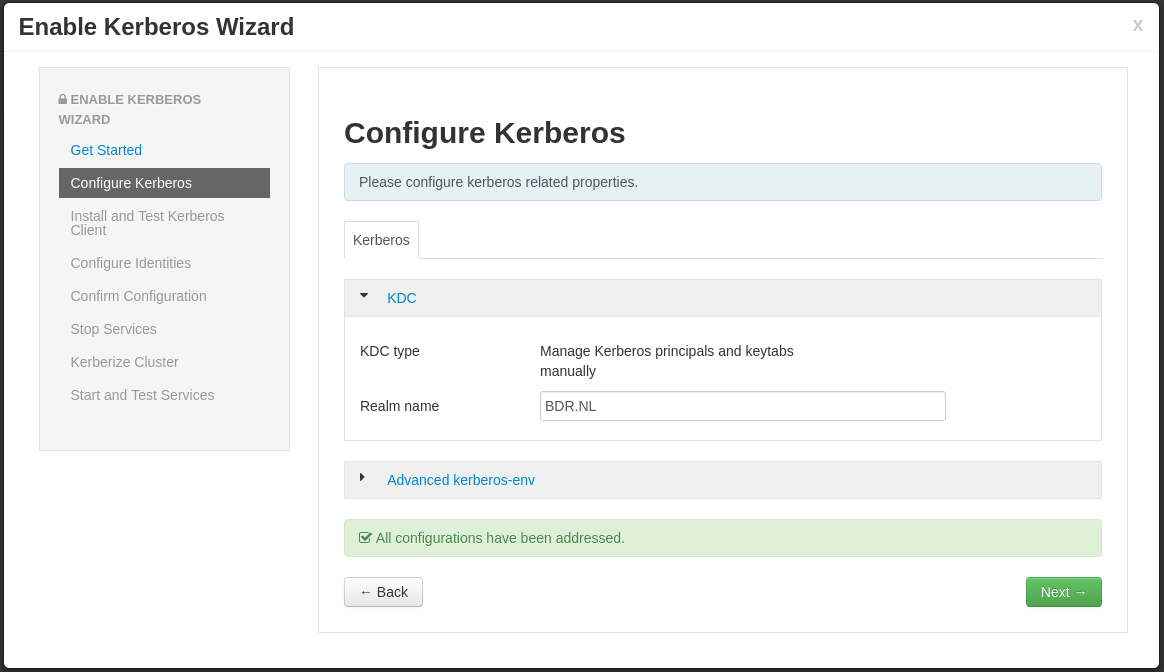 Enable Kerberos Wizard
x
ENABLE KERBEROS
WIZARD
Get Started
Configure Kerberos
Install and Test Kerberos
Client
Configure Identities
Confirm Configuration
Stop Services
Kerberize Cluster
Start and Test Services
Configure Kerberos
Please configure kerberos related properties.
Kerberos
KDC
KDC type
Manage Kerberos principals and keytabs
manually
Realm name
BDR.NL
Advanced kerberos-env
All configurations have been addressed.
← Back
Next →